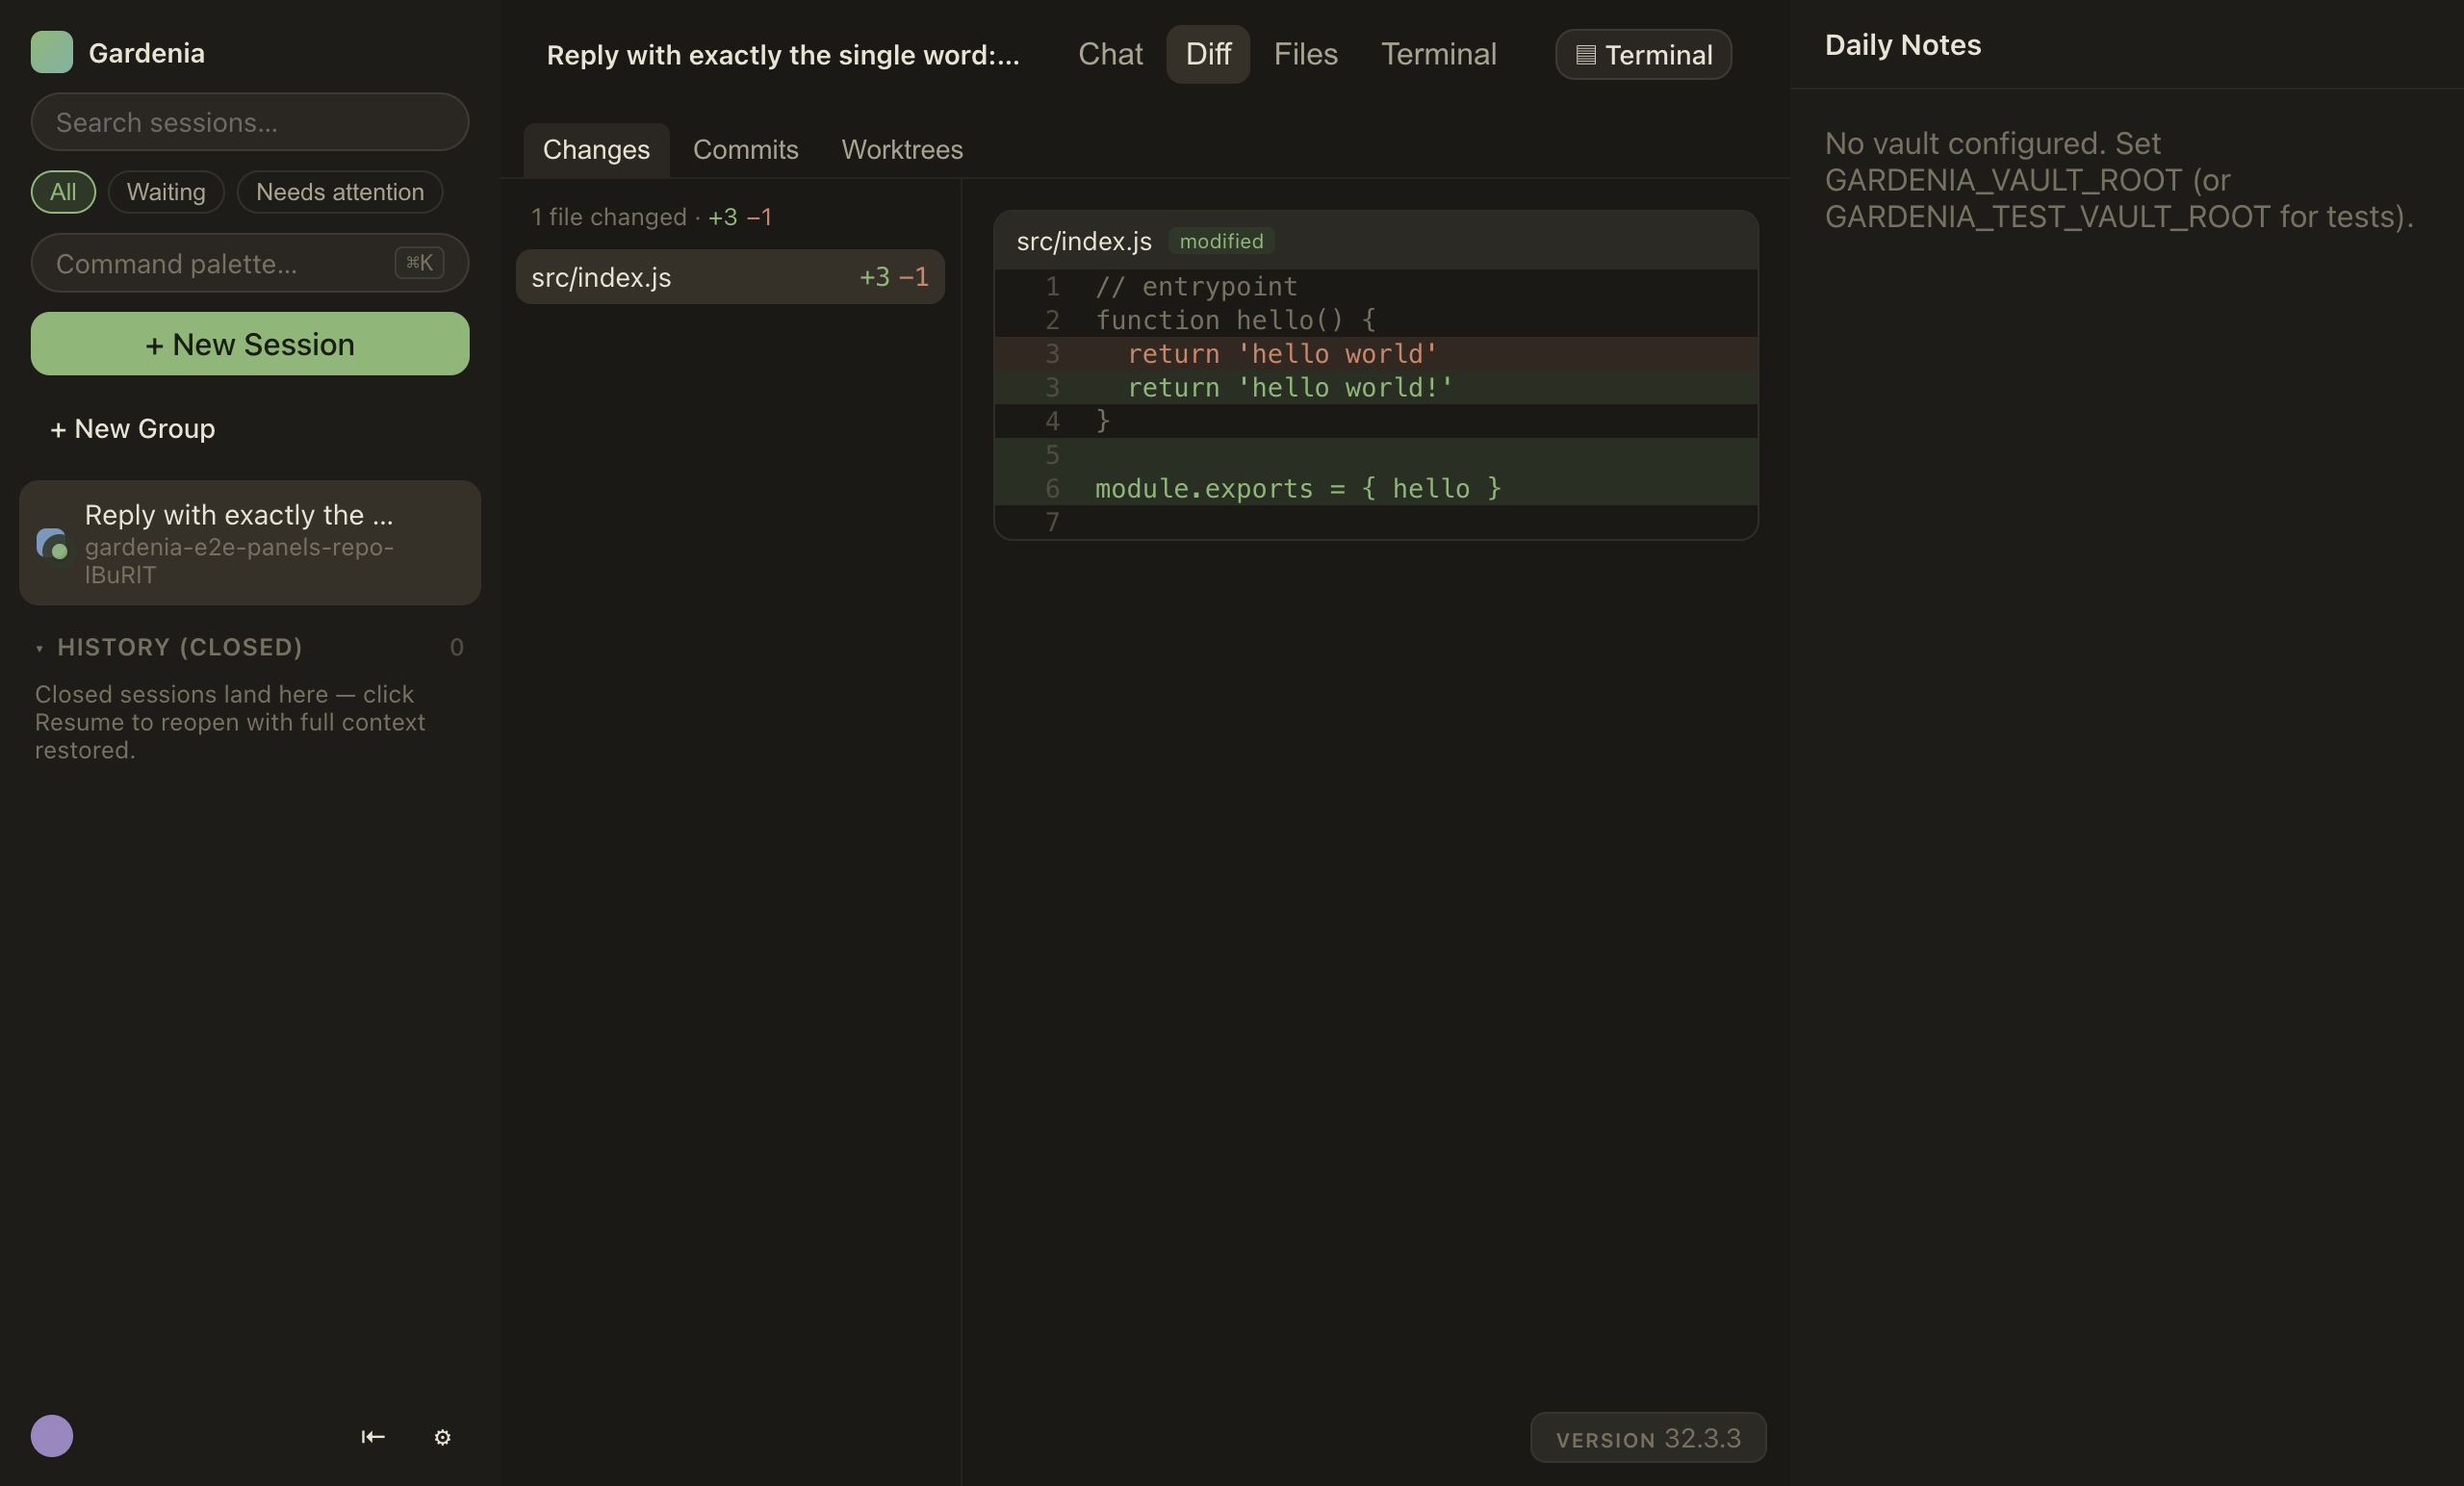 Gardenia
Search sessions...
All
Waiting
Needs attention
Command palette...
⌘K
+ New Session
+ New Group
Reply with exactly the ...
gardenia-e2e-panels-repo-
lBuRlT
HISTORY (CLOSED)
0
Closed sessions land here — click
Resume to reopen with full context
restored.
Reply with exactly the single word:...
Chat
Diff
Files
Terminal
Terminal
Changes
Commits
Worktrees
1 file changed · +3 −1
src/index.js
+3 −1
src/index.js
modified
1 // entrypoint
2 function hello() {
3   return 'hello world'
3   return 'hello world!'
4 }
5
6 module.exports = { hello }
7
VERSION 32.3.3
Daily Notes
No vault configured. Set
GARDENIA_VAULT_ROOT (or
GARDENIA_TEST_VAULT_ROOT for tests).